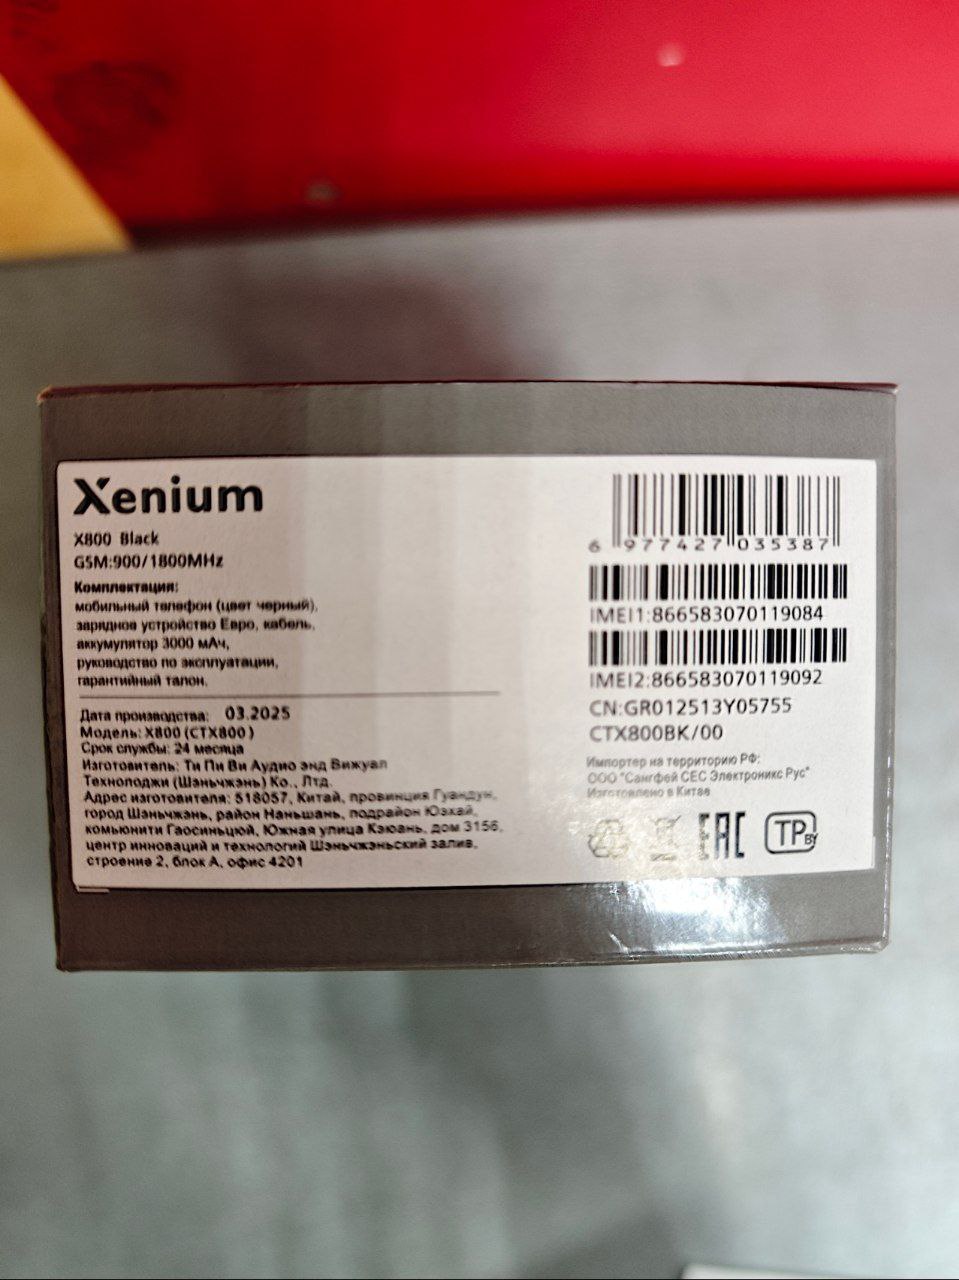 Xenium
X800 Black
GSM:900/1800MHz
Комплектация:
мобильный телефон (цвет черный),
зарядное устройство Евро, кабель,
аккумулятор 3000 мАч,
руководство по эксплуатации,
гарантийный талон.
Дата производства: 03.2025
Модель: X800 (CTX800)
Срок службы: 24 месяца
Изготовитель: Ти Пи Ви Аудио энд Вижуал
Технолоджи (Шэньчжэнь) Ко., Лтд.
Адрес изготовителя: 518057, Китай, провинция Гуандун,
город Шэньчжэнь, район Наньшань, подрайон Юэхай,
комьюнити Гаосиньцюй, Южная улица Кэюань, дом 3156,
центр инноваций и технологий Шэньчжэньский залив,
строение 2, блок А, офис 4201
6 977427 035387
IMEI1:866583070119084
IMEI2:866583070119092
CN:GR012513Y05755
CTX800BK/00
Импортер на территорию РФ:
ООО "Сангфей СЕС Электроникс Рус"
Изготовлено в Китае
EAC
TP BY